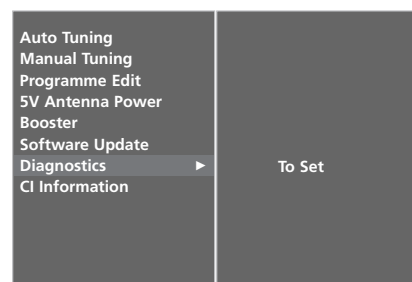 Auto Tuning
Manual Tuning
Programme Edit
5V Antenna Power
Booster
Software Update
Diagnostics ► To Set
CI Information